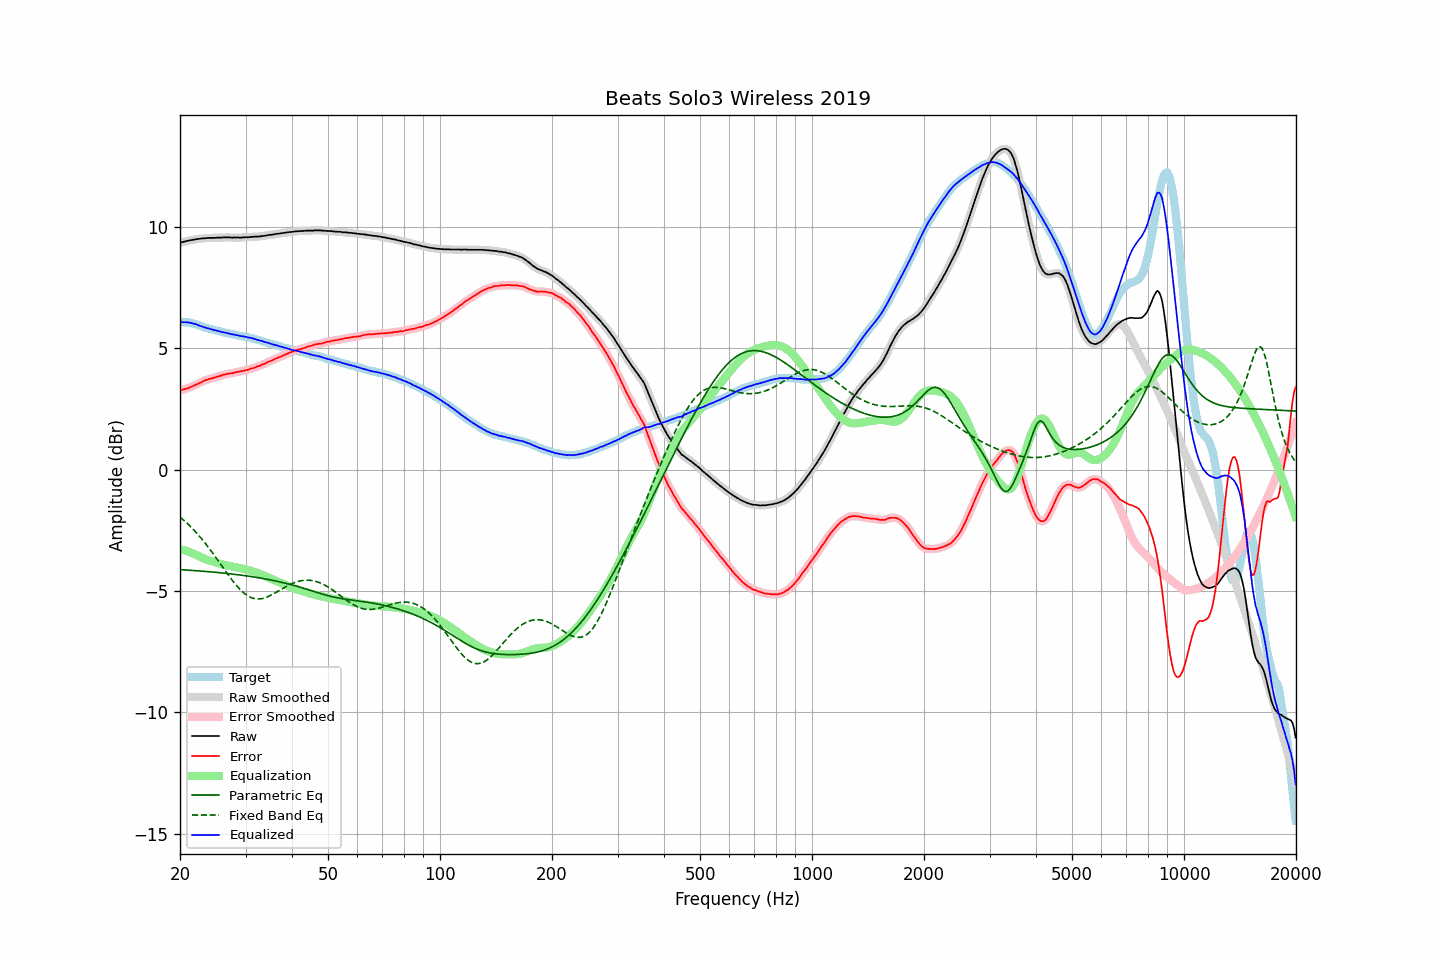 Beats Solo3 Wireless 2019
Amplitude (dBr)
10
5
0
−5
−10
−15
Target
Raw Smoothed
Error Smoothed
Raw
Error
Equalization
Parametric Eq
Fixed Band Eq
Equalized
20 50 100 200 500 1000 2000 5000 10000 20000
Frequency (Hz)